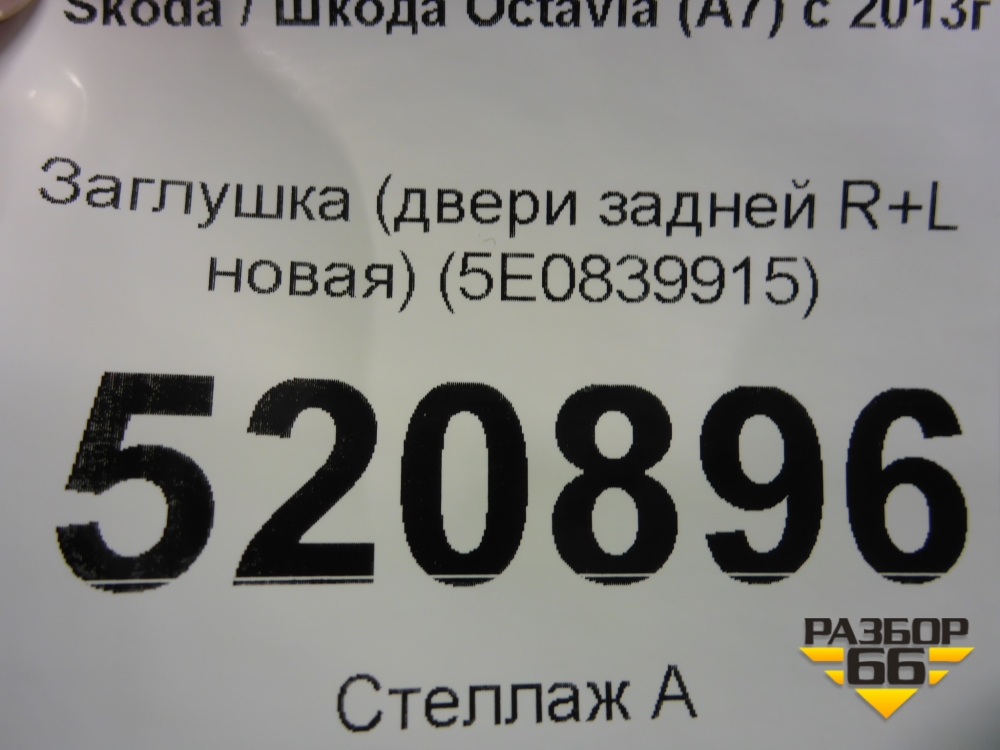 Skoda / Шкода Octavia (A7) с 2013г
Заглушка (двери задней R+L
новая) (5E0839915)
520896
Стеллаж А
РАЗБОР
66